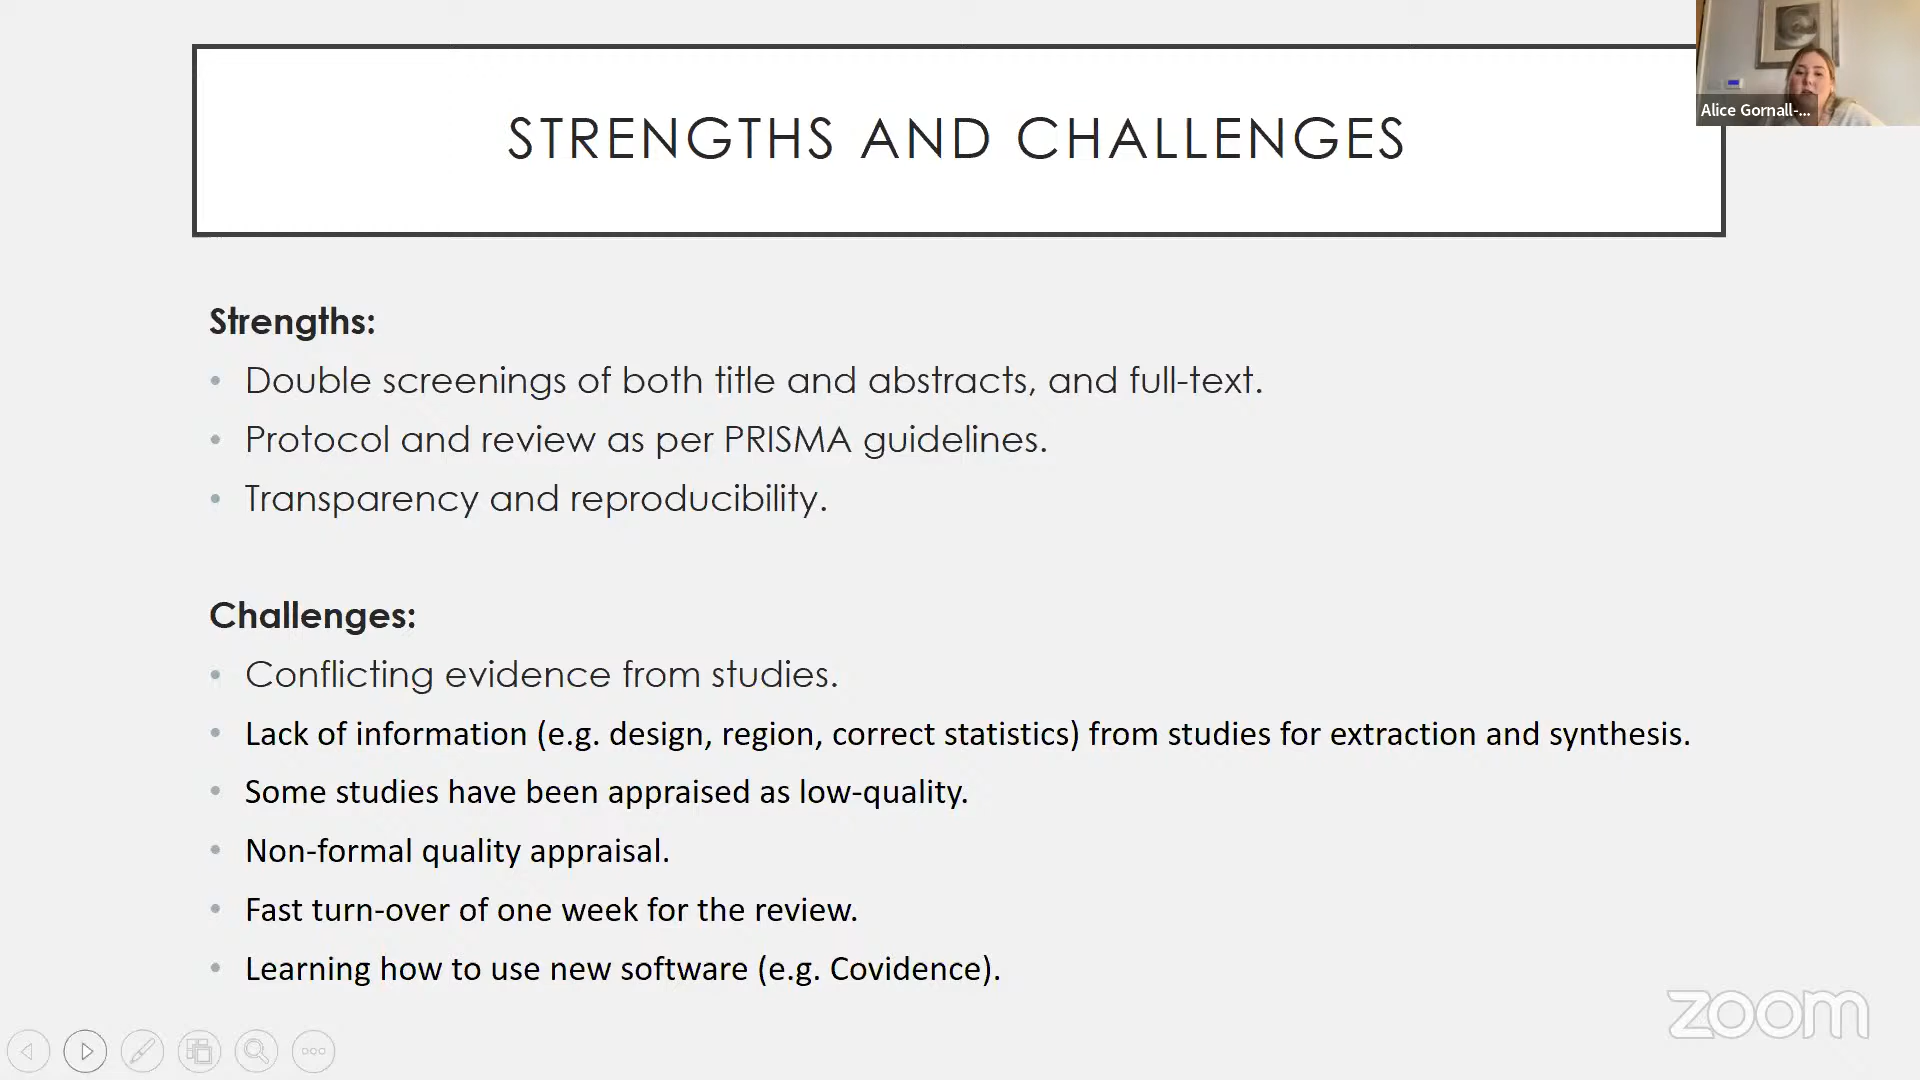 STRENGTHS AND CHALLENGES
Alice Gornall-...
Strengths:
• Double screenings of both title and abstracts, and full-text.
• Protocol and review as per PRISMA guidelines.
• Transparency and reproducibility.
Challenges:
• Conflicting evidence from studies.
• Lack of information (e.g. design, region, correct statistics) from studies for extraction and synthesis.
• Some studies have been appraised as low-quality.
• Non-formal quality appraisal.
• Fast turn-over of one week for the review.
• Learning how to use new software (e.g. Covidence).
zoom